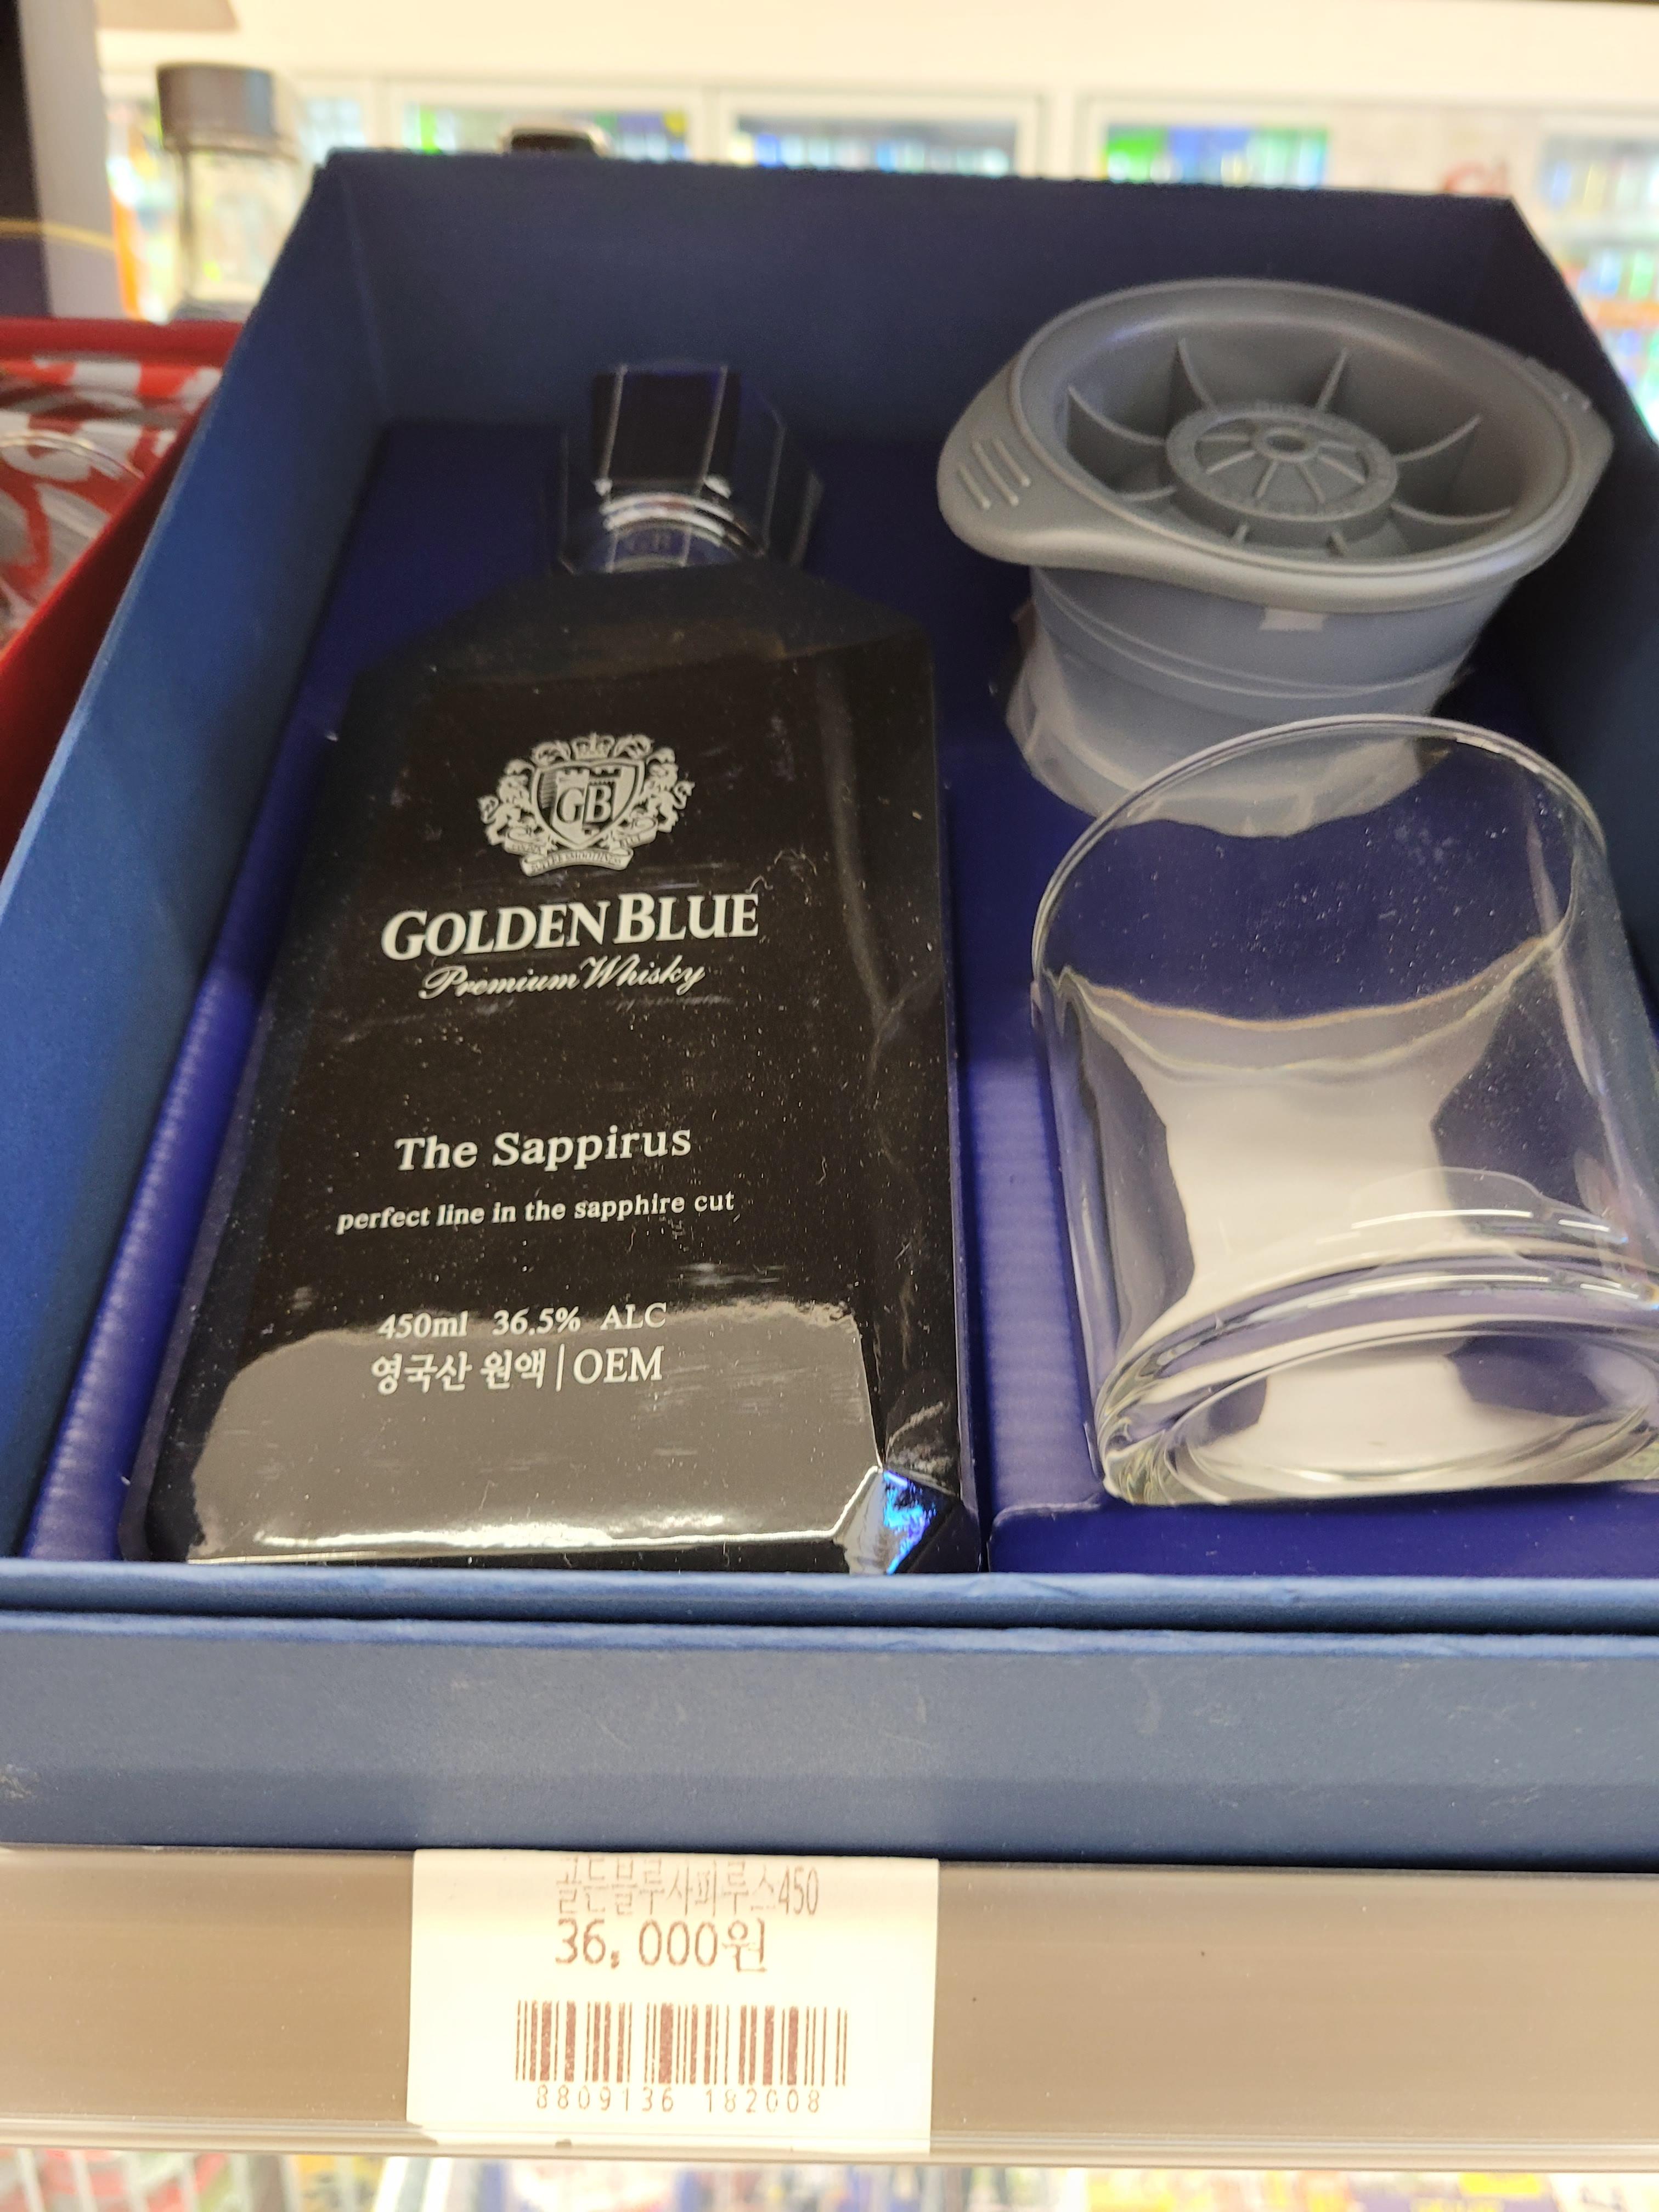 GB
GOLDEN BLUE
Premium Whisky
The Sappirus
perfect line in the sapphire cut
450ml 36.5% ALC
영국산 원액 | OEM
골든블루사피루스450
36,000원
8809136 182008